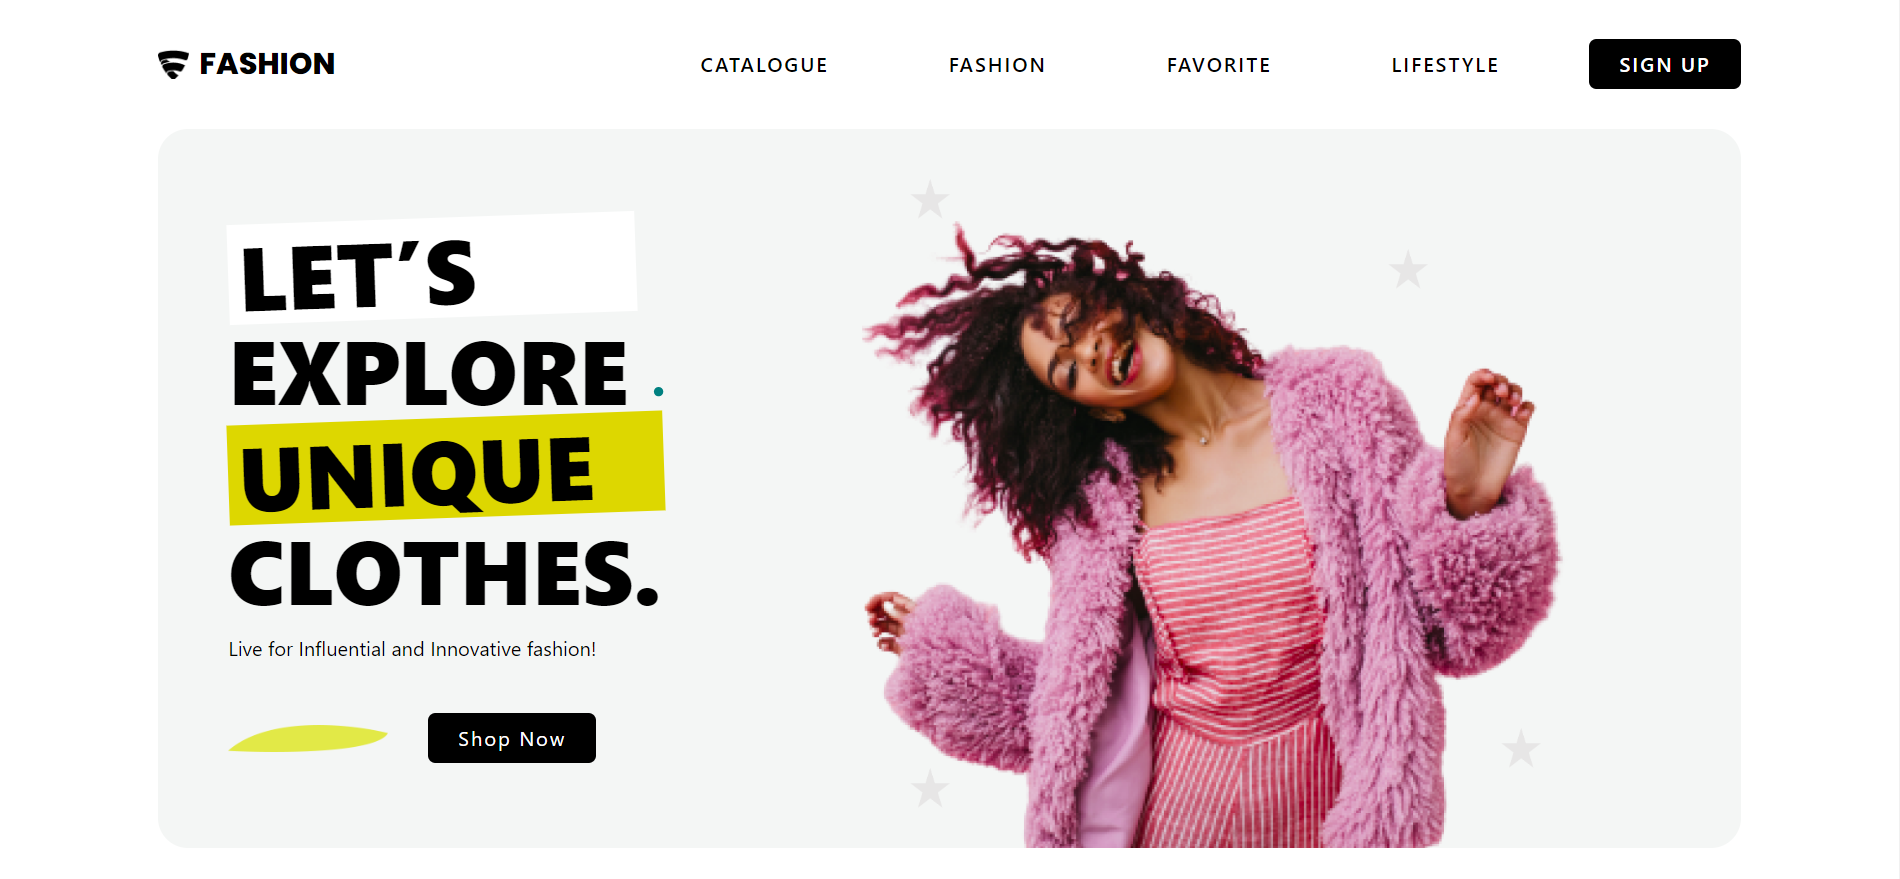 FASHION
CATALOGUE
FASHION
FAVORITE
LIFESTYLE
SIGN UP
LET’S
EXPLORE
UNIQUE
CLOTHES.
Live for Influential and Innovative fashion!
Shop Now